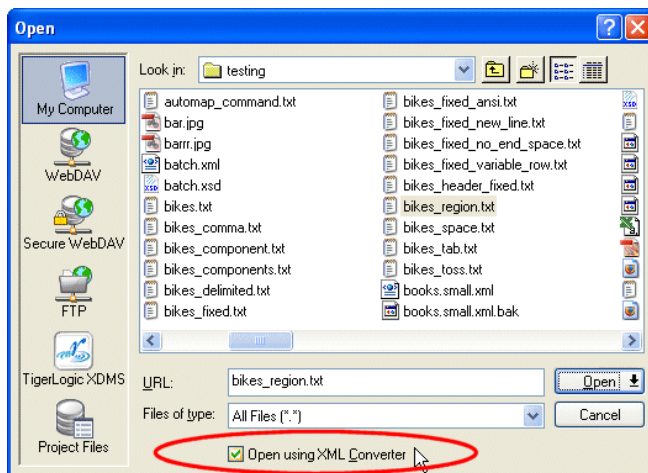 Open
Look in: testing
My Computer
WebDAV
Secure WebDAV
FTP
TigerLogic XDMS
Project Files
automap_command.txt
bar.jpg
barrr.jpg
batch.xml
batch.xsd
bikes.txt
bikes_comma.txt
bikes_component.txt
bikes_components.txt
bikes_delimited.txt
bikes_fixed.txt
bikes_fixed_ansi.txt
bikes_fixed_new_line.txt
bikes_fixed_no_end_space.txt
bikes_fixed_variable_row.txt
bikes_header_fixed.txt
bikes_region.txt
bikes_space.txt
bikes_tab.txt
bikes_toss.txt
books.small.xml
books.small.xml.bak
URL: bikes_region.txt Open
Files of type: All Files (*.*) Cancel
Open using XML Converter